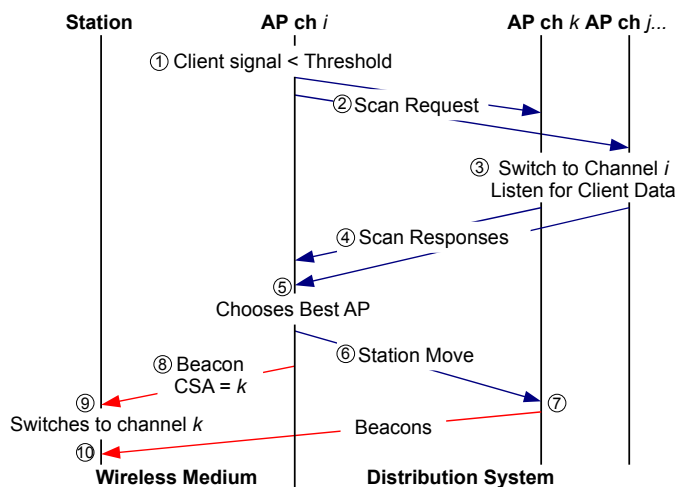 Station AP ch i AP ch k AP ch j...
① Client signal < Threshold
② Scan Request
③ Switch to Channel i
Listen for Client Data
④ Scan Responses
⑤
Chooses Best AP
⑥ Station Move
⑧ Beacon
CSA = k
⑨ ⑦
Switches to channel k
Beacons
⑩
Wireless Medium Distribution System